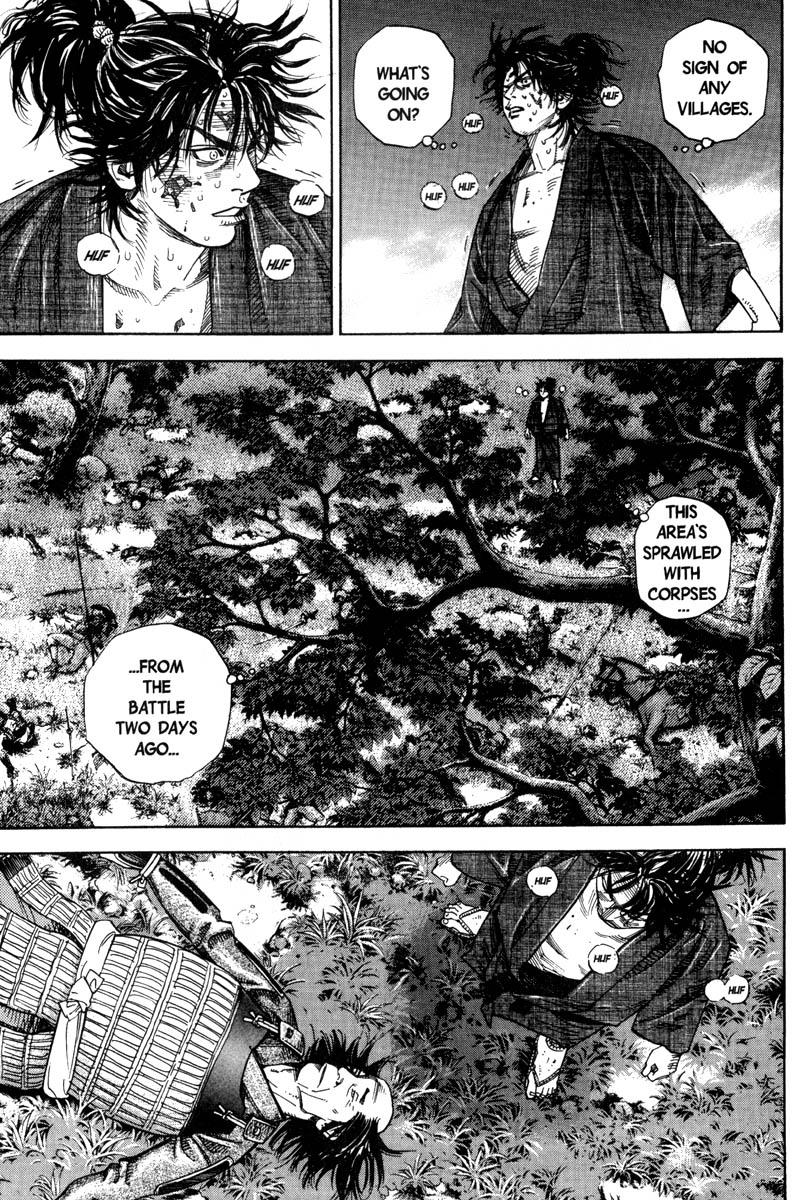 NO
SIGN OF
ANY
VILLAGES.
WHAT'S
GOING
ON?
HUF
HUF
HUF
HUF
HUF
HUF
HUF
THIS
AREA'S
SPRAWLED
WITH
CORPSES
...
...FROM
THE
BATTLE
TWO DAYS
AGO...
HUF
HUF
HUF